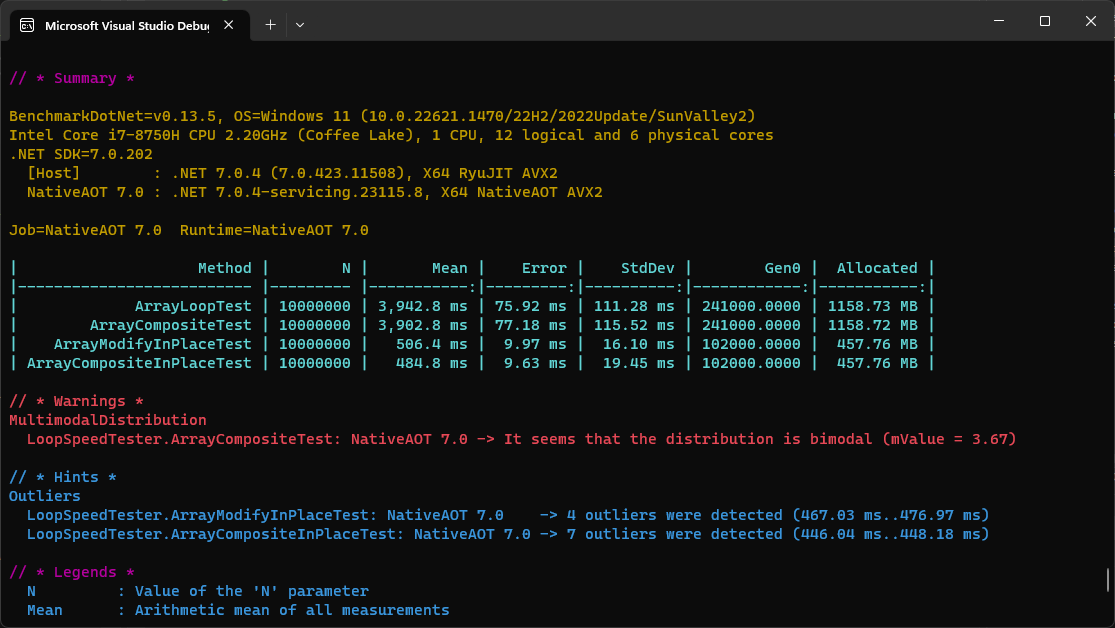 Microsoft Visual Studio Debug
// * Summary *
BenchmarkDotNet=v0.13.5, OS=Windows 11 (10.0.22621.1470/22H2/2022Update/SunValley2)
Intel Core i7-8750H CPU 2.20GHz (Coffee Lake), 1 CPU, 12 logical and 6 physical cores
.NET SDK=7.0.202
  [Host]        : .NET 7.0.4 (7.0.423.11508), X64 RyuJIT AVX2
  NativeAOT 7.0 : .NET 7.0.4-servicing.23115.8, X64 NativeAOT AVX2
Job=NativeAOT 7.0  Runtime=NativeAOT 7.0
|                    Method |        N |       Mean |    Error |    StdDev |        Gen0 |  Allocated |
|-------------------------- |--------- |-----------:|---------:|----------:|------------:|-----------:|
|             ArrayLoopTest | 10000000 | 3,942.8 ms | 75.92 ms | 111.28 ms | 241000.0000 | 1158.73 MB |
|        ArrayCompositeTest | 10000000 | 3,902.8 ms | 77.18 ms | 115.52 ms | 241000.0000 | 1158.72 MB |
|    ArrayModifyInPlaceTest | 10000000 |   506.4 ms |  9.97 ms |  16.10 ms | 102000.0000 |  457.76 MB |
| ArrayCompositeInPlaceTest | 10000000 |   484.8 ms |  9.63 ms |  19.45 ms | 102000.0000 |  457.76 MB |
// * Warnings *
MultimodalDistribution
  LoopSpeedTester.ArrayCompositeTest: NativeAOT 7.0 -> It seems that the distribution is bimodal (mValue = 3.67)
// * Hints *
Outliers
  LoopSpeedTester.ArrayModifyInPlaceTest: NativeAOT 7.0    -> 4 outliers were detected (467.03 ms..476.97 ms)
  LoopSpeedTester.ArrayCompositeInPlaceTest: NativeAOT 7.0 -> 7 outliers were detected (446.04 ms..448.18 ms)
// * Legends *
  N         : Value of the 'N' parameter
  Mean      : Arithmetic mean of all measurements